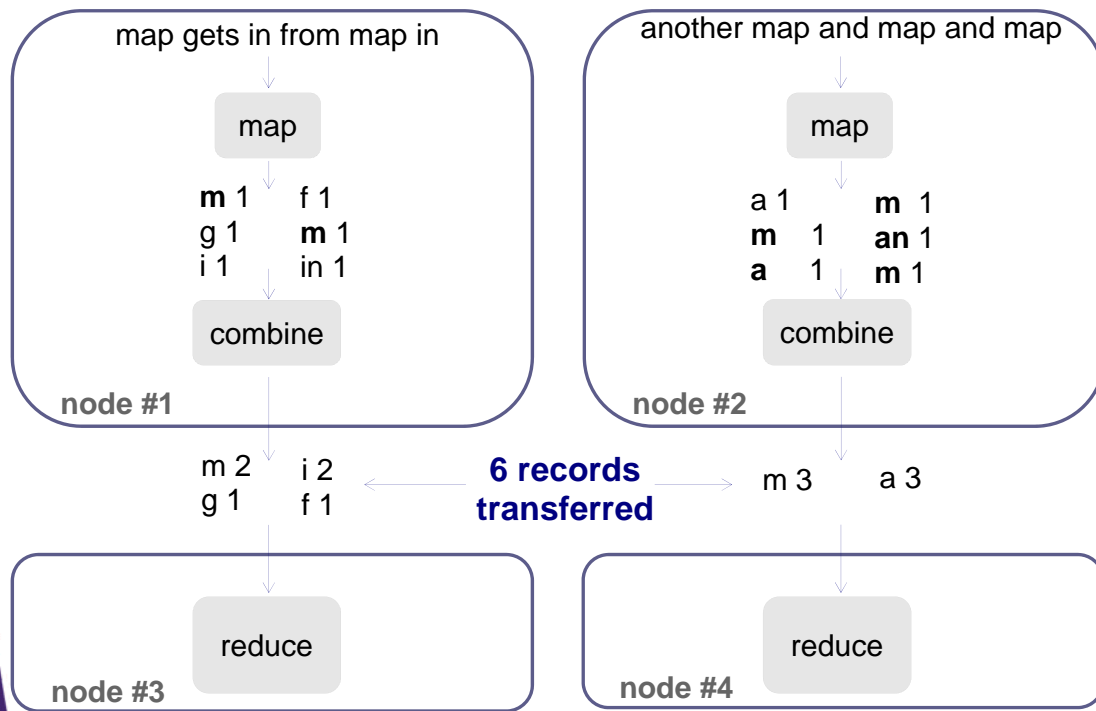 map gets in from map in
map
m 1 f 1
g 1 m 1
i 1 in 1
combine
node #1
another map and map and map
map
a 1 m 1
m 1 an 1
a 1 m 1
combine
node #2
m 2 i 2
g 1 f 1
6 records
transferred
m 3 a 3
reduce
node #3
reduce
node #4